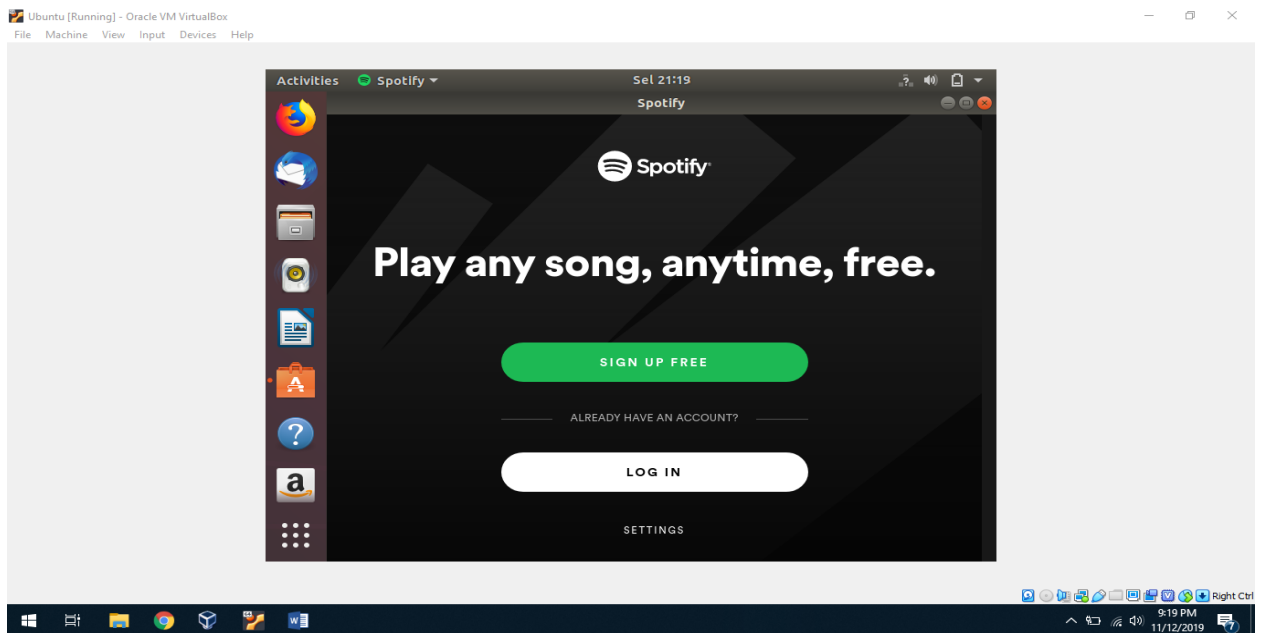 Ubuntu [Running] - Oracle VM VirtualBox
File Machine View Input Devices Help
Activities Spotify Sel 21:19
Spotify
Spotify
Play any song, anytime, free.
SIGN UP FREE
ALREADY HAVE AN ACCOUNT?
LOG IN
SETTINGS
Right Ctrl
9:19 PM
11/12/2019
7